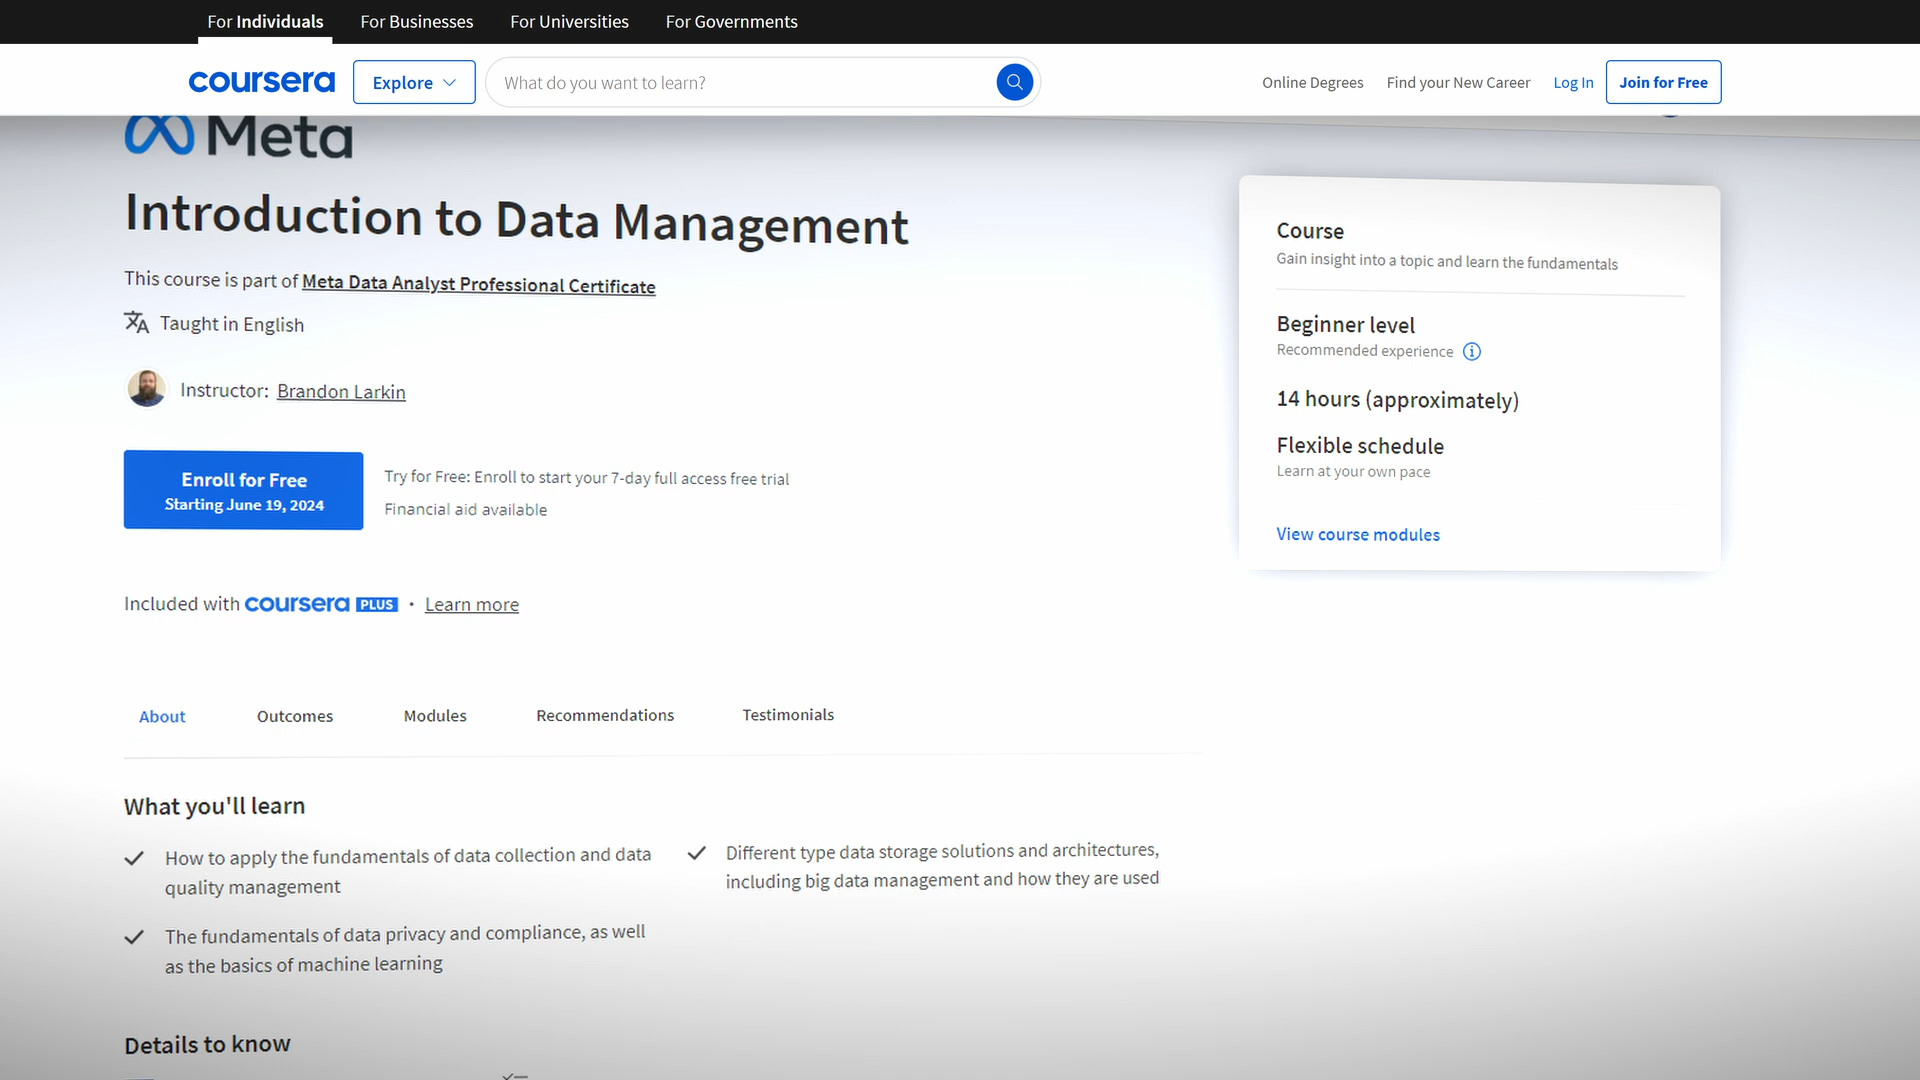 For Individuals For Businesses For Universities For Governments
coursera Explore What do you want to learn? Online Degrees Find your New Career Log In Join for Free
Meta
Introduction to Data Management
This course is part of Meta Data Analyst Professional Certificate
Taught in English
Instructor: Brandon Larkin
Enroll for Free
Starting June 19, 2024
Try for Free: Enroll to start your 7-day full access free trial
Financial aid available
Included with coursera PLUS • Learn more
Course
Gain insight into a topic and learn the fundamentals
Beginner level
Recommended experience
14 hours (approximately)
Flexible schedule
Learn at your own pace
View course modules
About Outcomes Modules Recommendations Testimonials
What you'll learn
How to apply the fundamentals of data collection and data
quality management
The fundamentals of data privacy and compliance, as well
as the basics of machine learning
Different type data storage solutions and architectures,
including big data management and how they are used
Details to know